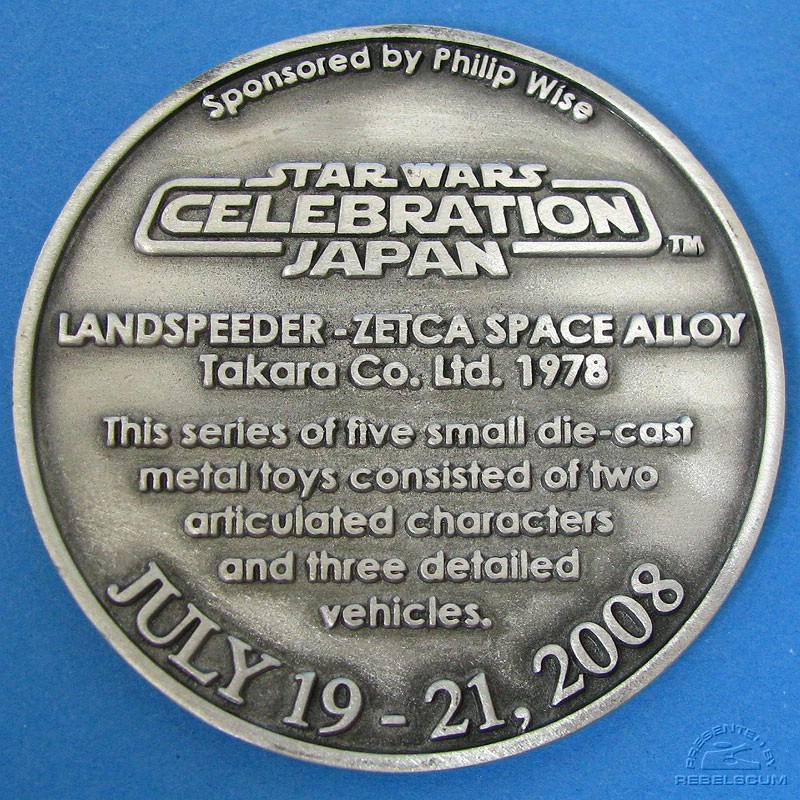 Sponsored by Philip Wise
STAR WARS
CELEBRATION
JAPAN TM
LANDSPEEDER - ZETCA SPACE ALLOY
Takara Co. Ltd. 1978
This series of five small die-cast
metal toys consisted of two
articulated characters
and three detailed
vehicles.
JULY 19 - 21, 2008
PRESENTED BY
REBELSCUM